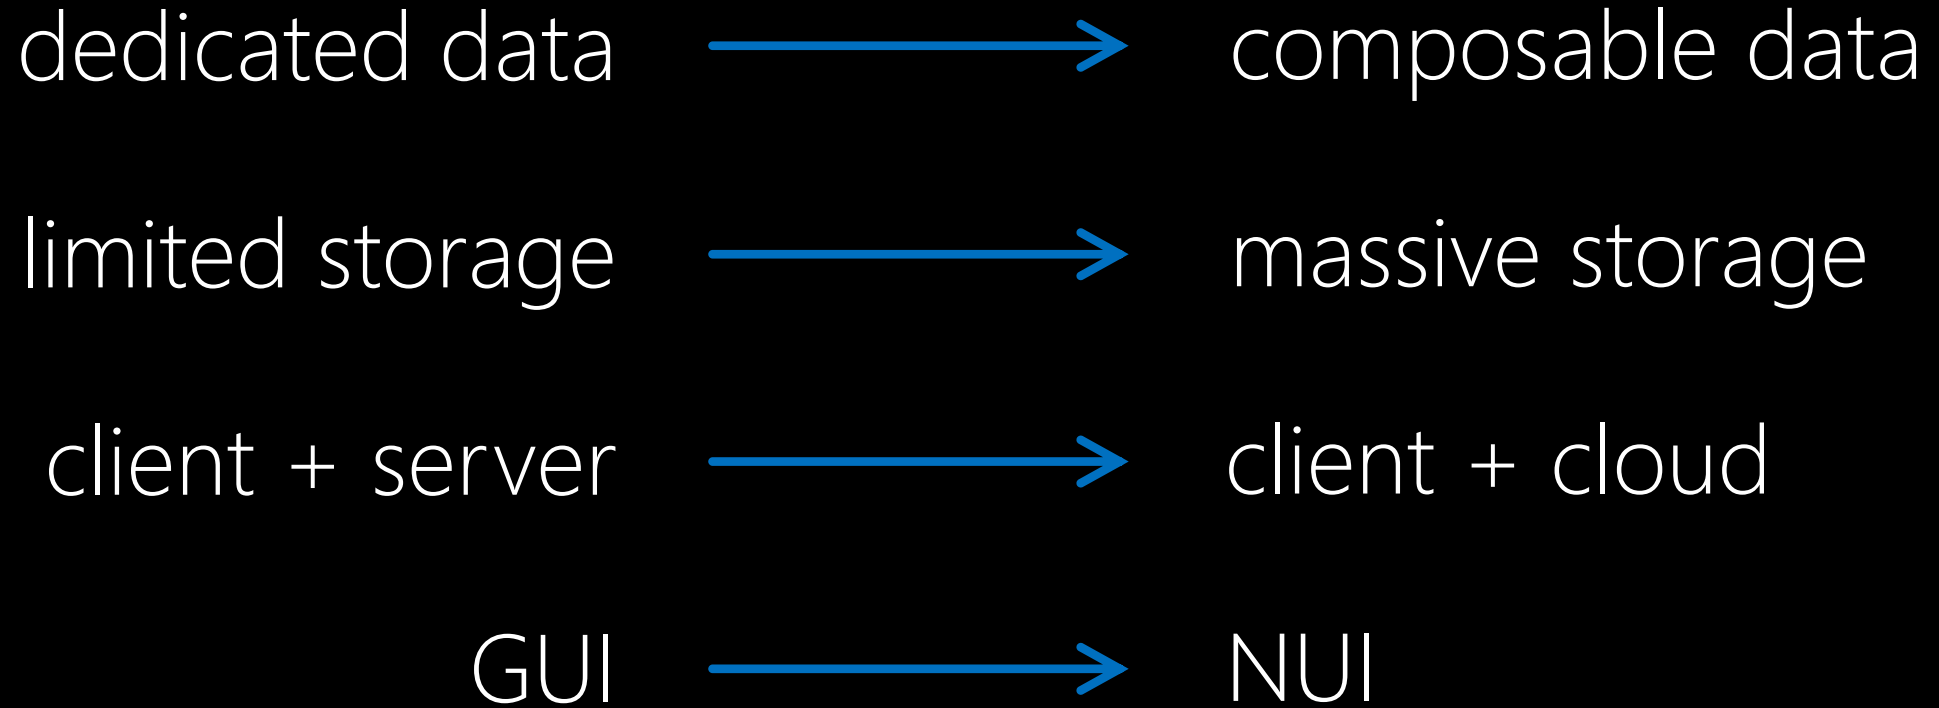 dedicated data composable data
limited storage massive storage
client + server client + cloud
GUI NUI